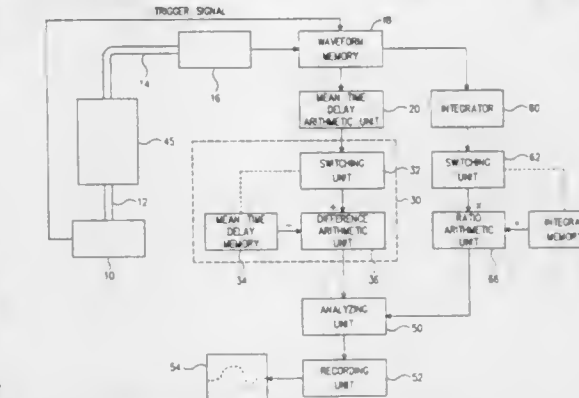 TRIGGER SIGNAL
18
WAVEFORM
MEMORY
14
16
MEAN TIME
DELAY
ARITHMETIC UNIT
20
INTEGRATOR
60
45
SWITCHING
UNIT
32
SWITCHING
UNIT
62
12
30
MEAN TIME
DELAY
MEMORY
DIFFERENCE
ARITHMETIC
UNIT
RATIO
ARITHMETIC
UNIT
MEMORY
10
34
36
66
ANALYZING
UNIT
50
54
RECORDING
UNIT
52